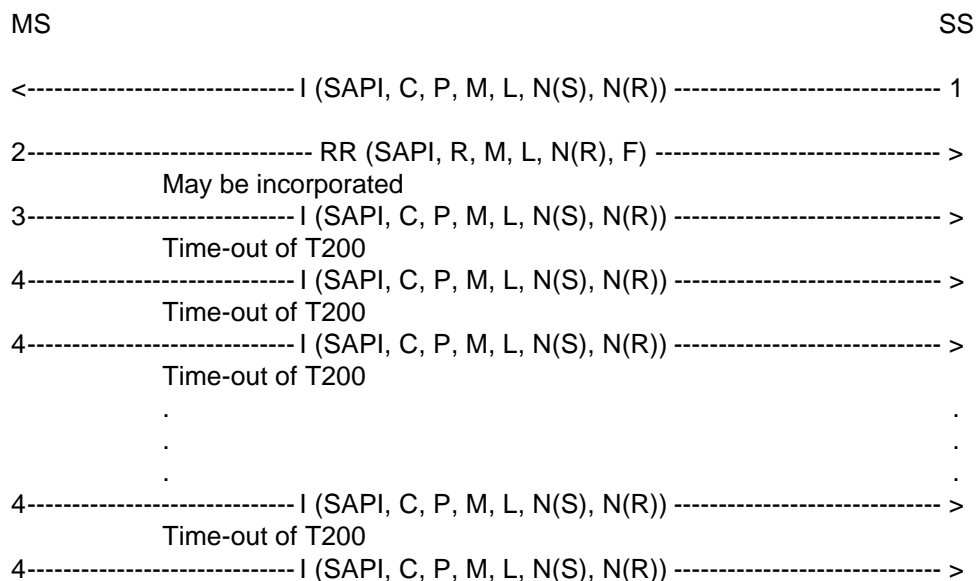 MS SS
<------------------------------ I (SAPI, C, P, M, L, N(S), N(R)) ------------------------------ 1
2-------------------------------- RR (SAPI, R, M, L, N(R), F) -------------------------------- >
May be incorporated
3------------------------------ I (SAPI, C, P, M, L, N(S), N(R)) ------------------------------ >
Time-out of T200
4------------------------------ I (SAPI, C, P, M, L, N(S), N(R)) ------------------------------ >
Time-out of T200
4------------------------------ I (SAPI, C, P, M, L, N(S), N(R)) ------------------------------ >
Time-out of T200
. .
. .
. .
4------------------------------ I (SAPI, C, P, M, L, N(S), N(R)) ------------------------------ >
Time-out of T200
4------------------------------ I (SAPI, C, P, M, L, N(S), N(R)) ------------------------------ >